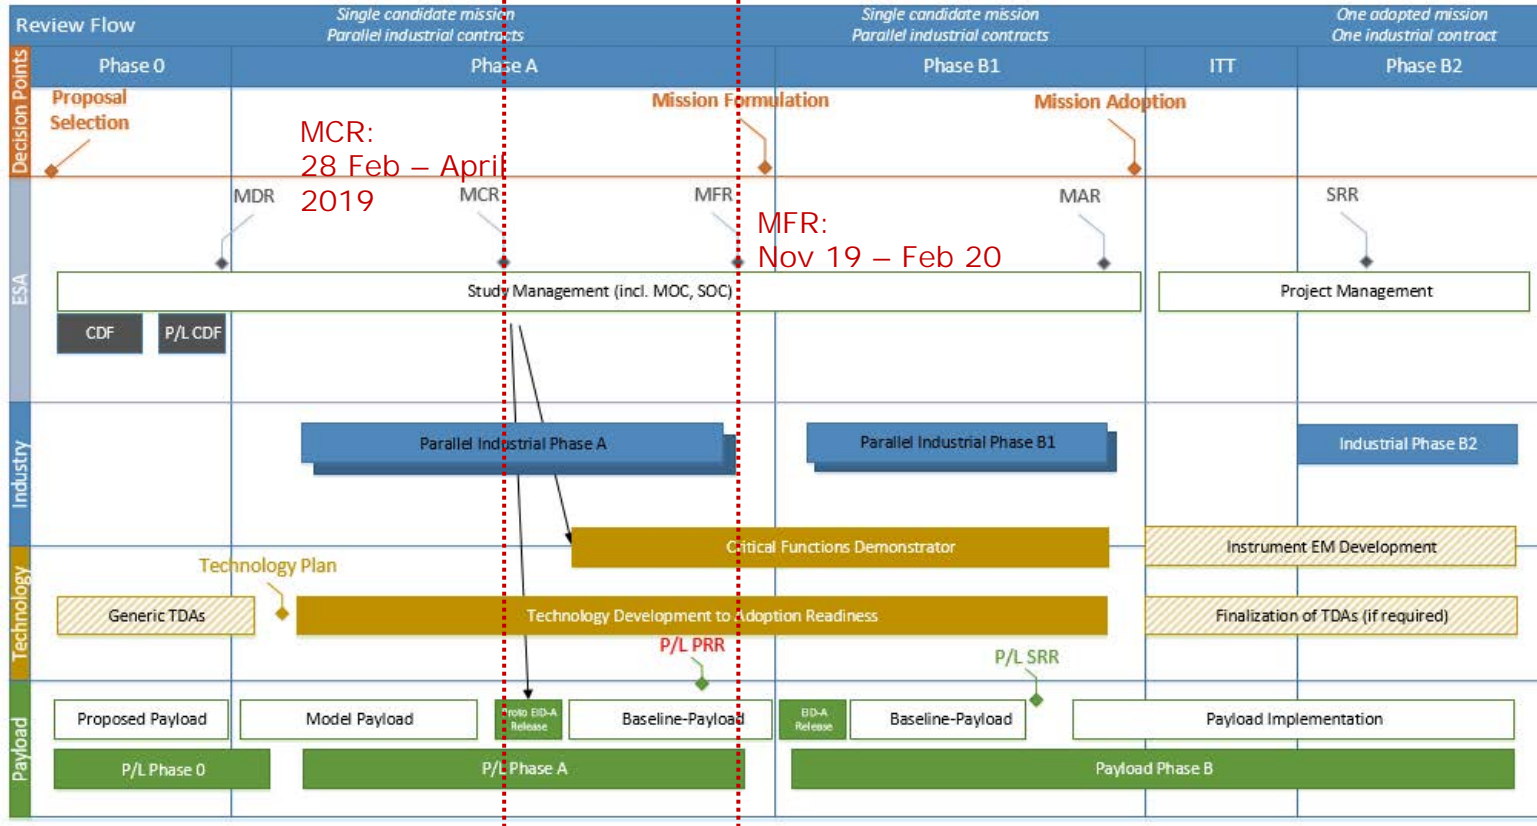 Review Flow
Single candidate mission
Parallel industrial contracts
Single candidate mission
Parallel industrial contracts
One adopted mission
One industrial contract
Phase 0
Phase A
Phase B1
ITT
Phase B2
Decision Points
Proposal
Selection
Mission Formulation
Mission Adoption
MCR:
28 Feb – April
2019
ESA
MDR
MCR
MFR
MAR
SRR
MFR:
Nov 19 – Feb 20
Study Management (incl. MOC, SOC)
Project Management
CDF
P/L CDF
Industry
Parallel Industrial Phase A
Parallel Industrial Phase B1
Industrial Phase B2
Technology
Critical Functions Demonstrator
Instrument EM Development
Technology Plan
Generic TDAs
Technology Development to Adoption Readiness
Finalization of TDAs (if required)
P/L PRR
P/L SRR
Payload
Proposed Payload
Model Payload
Proto EID-A
Release
Baseline-Payload
EID-A
Release
Baseline-Payload
Payload Implementation
P/L Phase 0
P/L Phase A
Payload Phase B